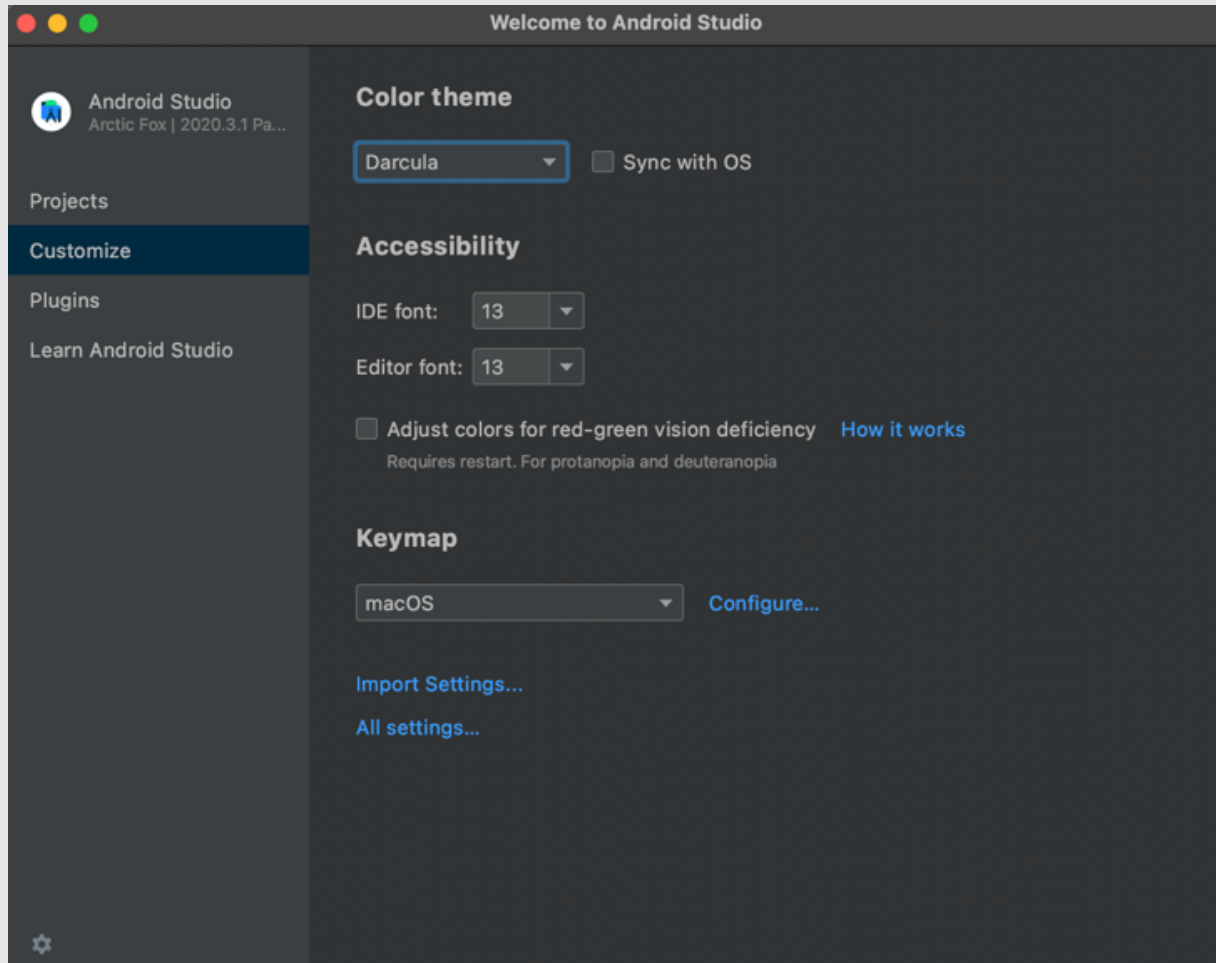 Welcome to Android Studio
Android Studio
Arctic Fox | 2020.3.1 Pa...
Projects
Customize
Plugins
Learn Android Studio
Color theme
Darcula
Sync with OS
Accessibility
IDE font: 13
Editor font: 13
Adjust colors for red-green vision deficiency How it works
Requires restart. For protanopia and deuteranopia
Keymap
macOS Configure...
Import Settings...
All settings...